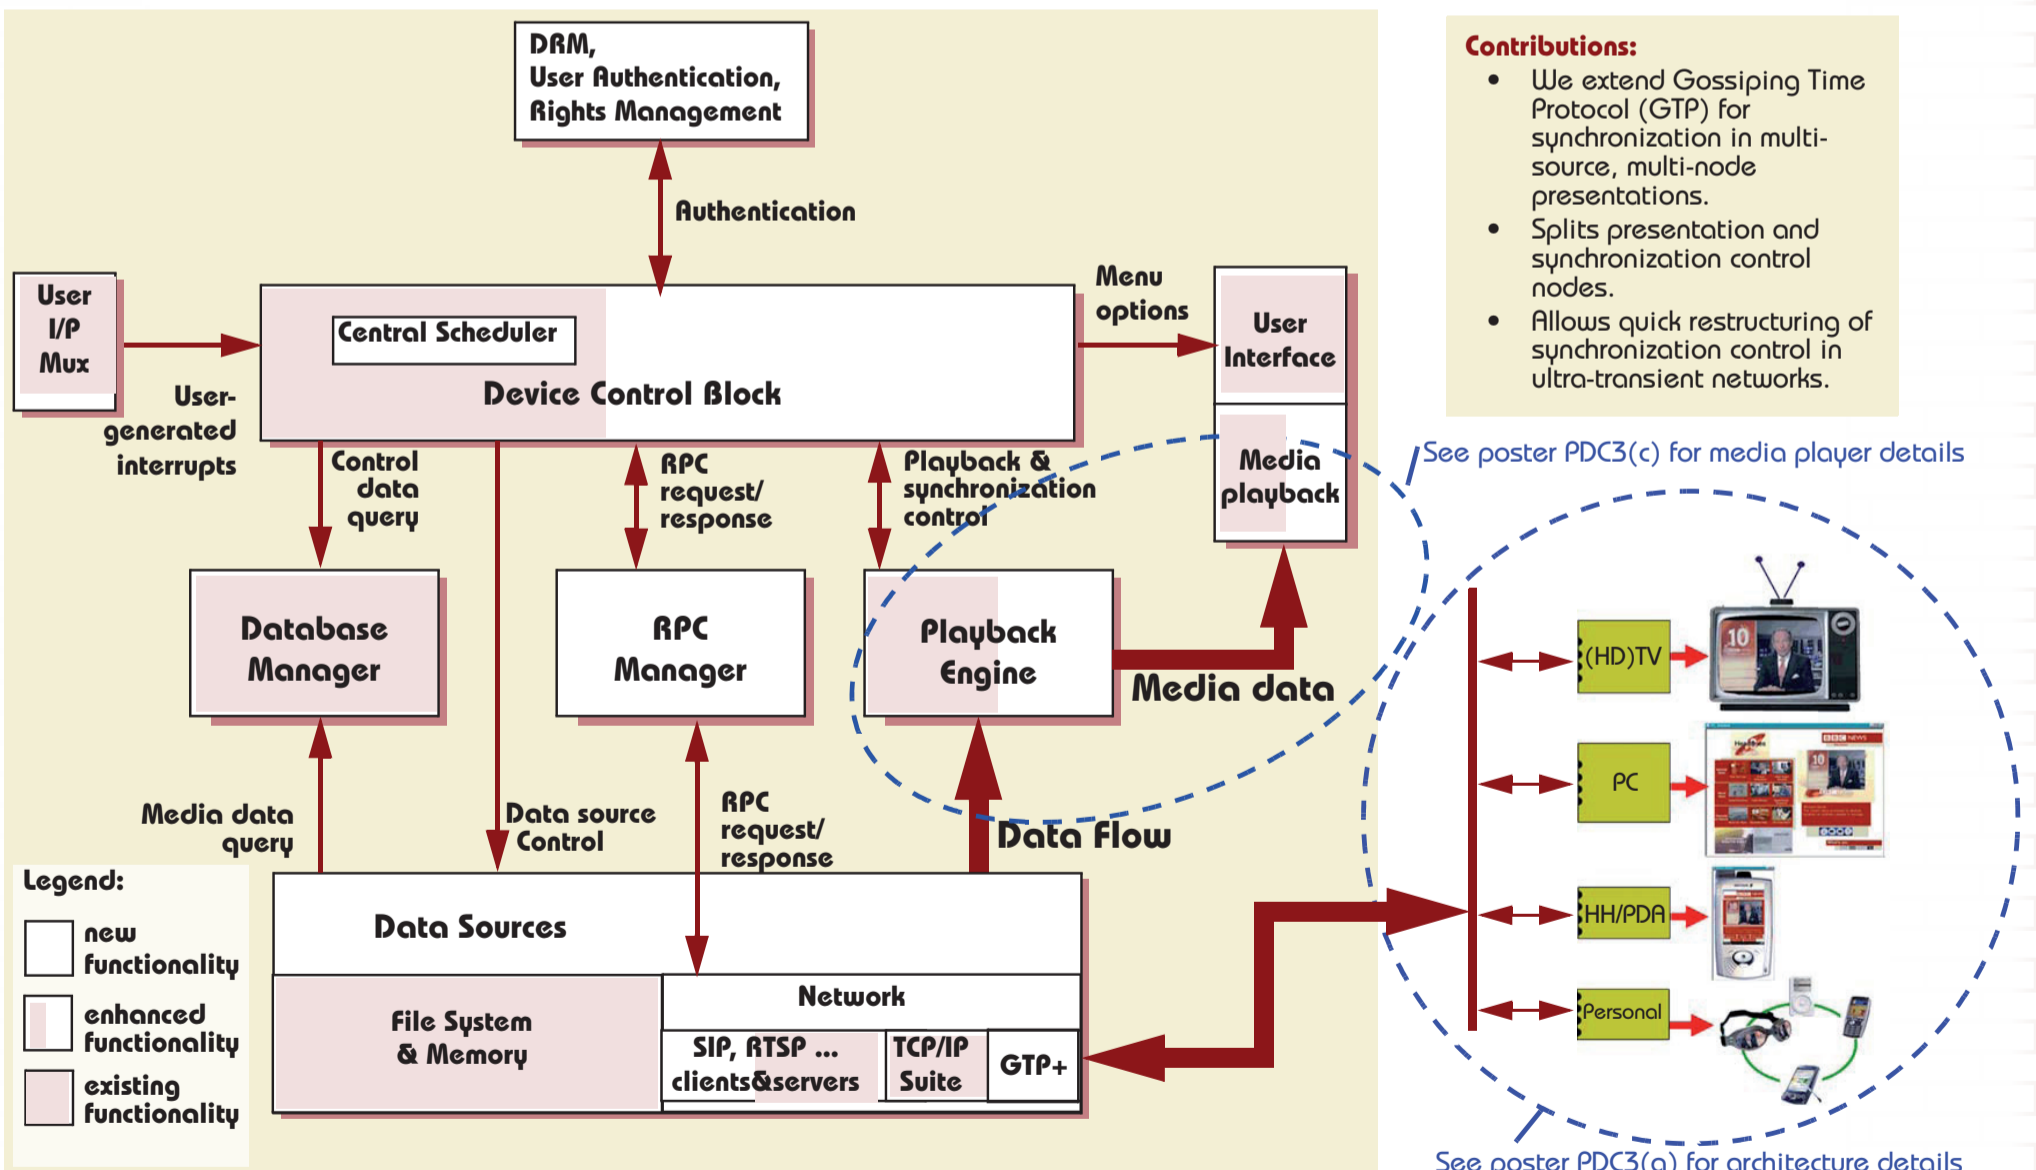 DRM,
User Authentication,
Rights Management
Authentication
User
I/P
Mux
User-
generated
interrupts
Central Scheduler
Device Control Block
Menu
options
User
Interface
Media
playback
Control
data
query
RPC
request/
response
Playback &
synchronization
control
Database
Manager
RPC
Manager
Playback
Engine
Media data
Media data
query
Data source
Control
RPC
request/
response
Data Flow
Legend:
new
functionality
enhanced
functionality
existing
functionality
Data Sources
File System
& Memory
Network
SIP, RTSP ...
clients&servers
TCP/IP
Suite
GTP+
Contributions:
• We extend Gossiping Time
Protocol (GTP) for
synchronization in multi-
source, multi-node
presentations.
• Splits presentation and
synchronization control
nodes.
• Allows quick restructuring of
synchronization control in
ultra-transient networks.
See poster PDC3(c) for media player details
(HD)TV
10
PC
BBC NEWS
10
HH/PDA
10
Personal
See poster PDC3(a) for architecture details